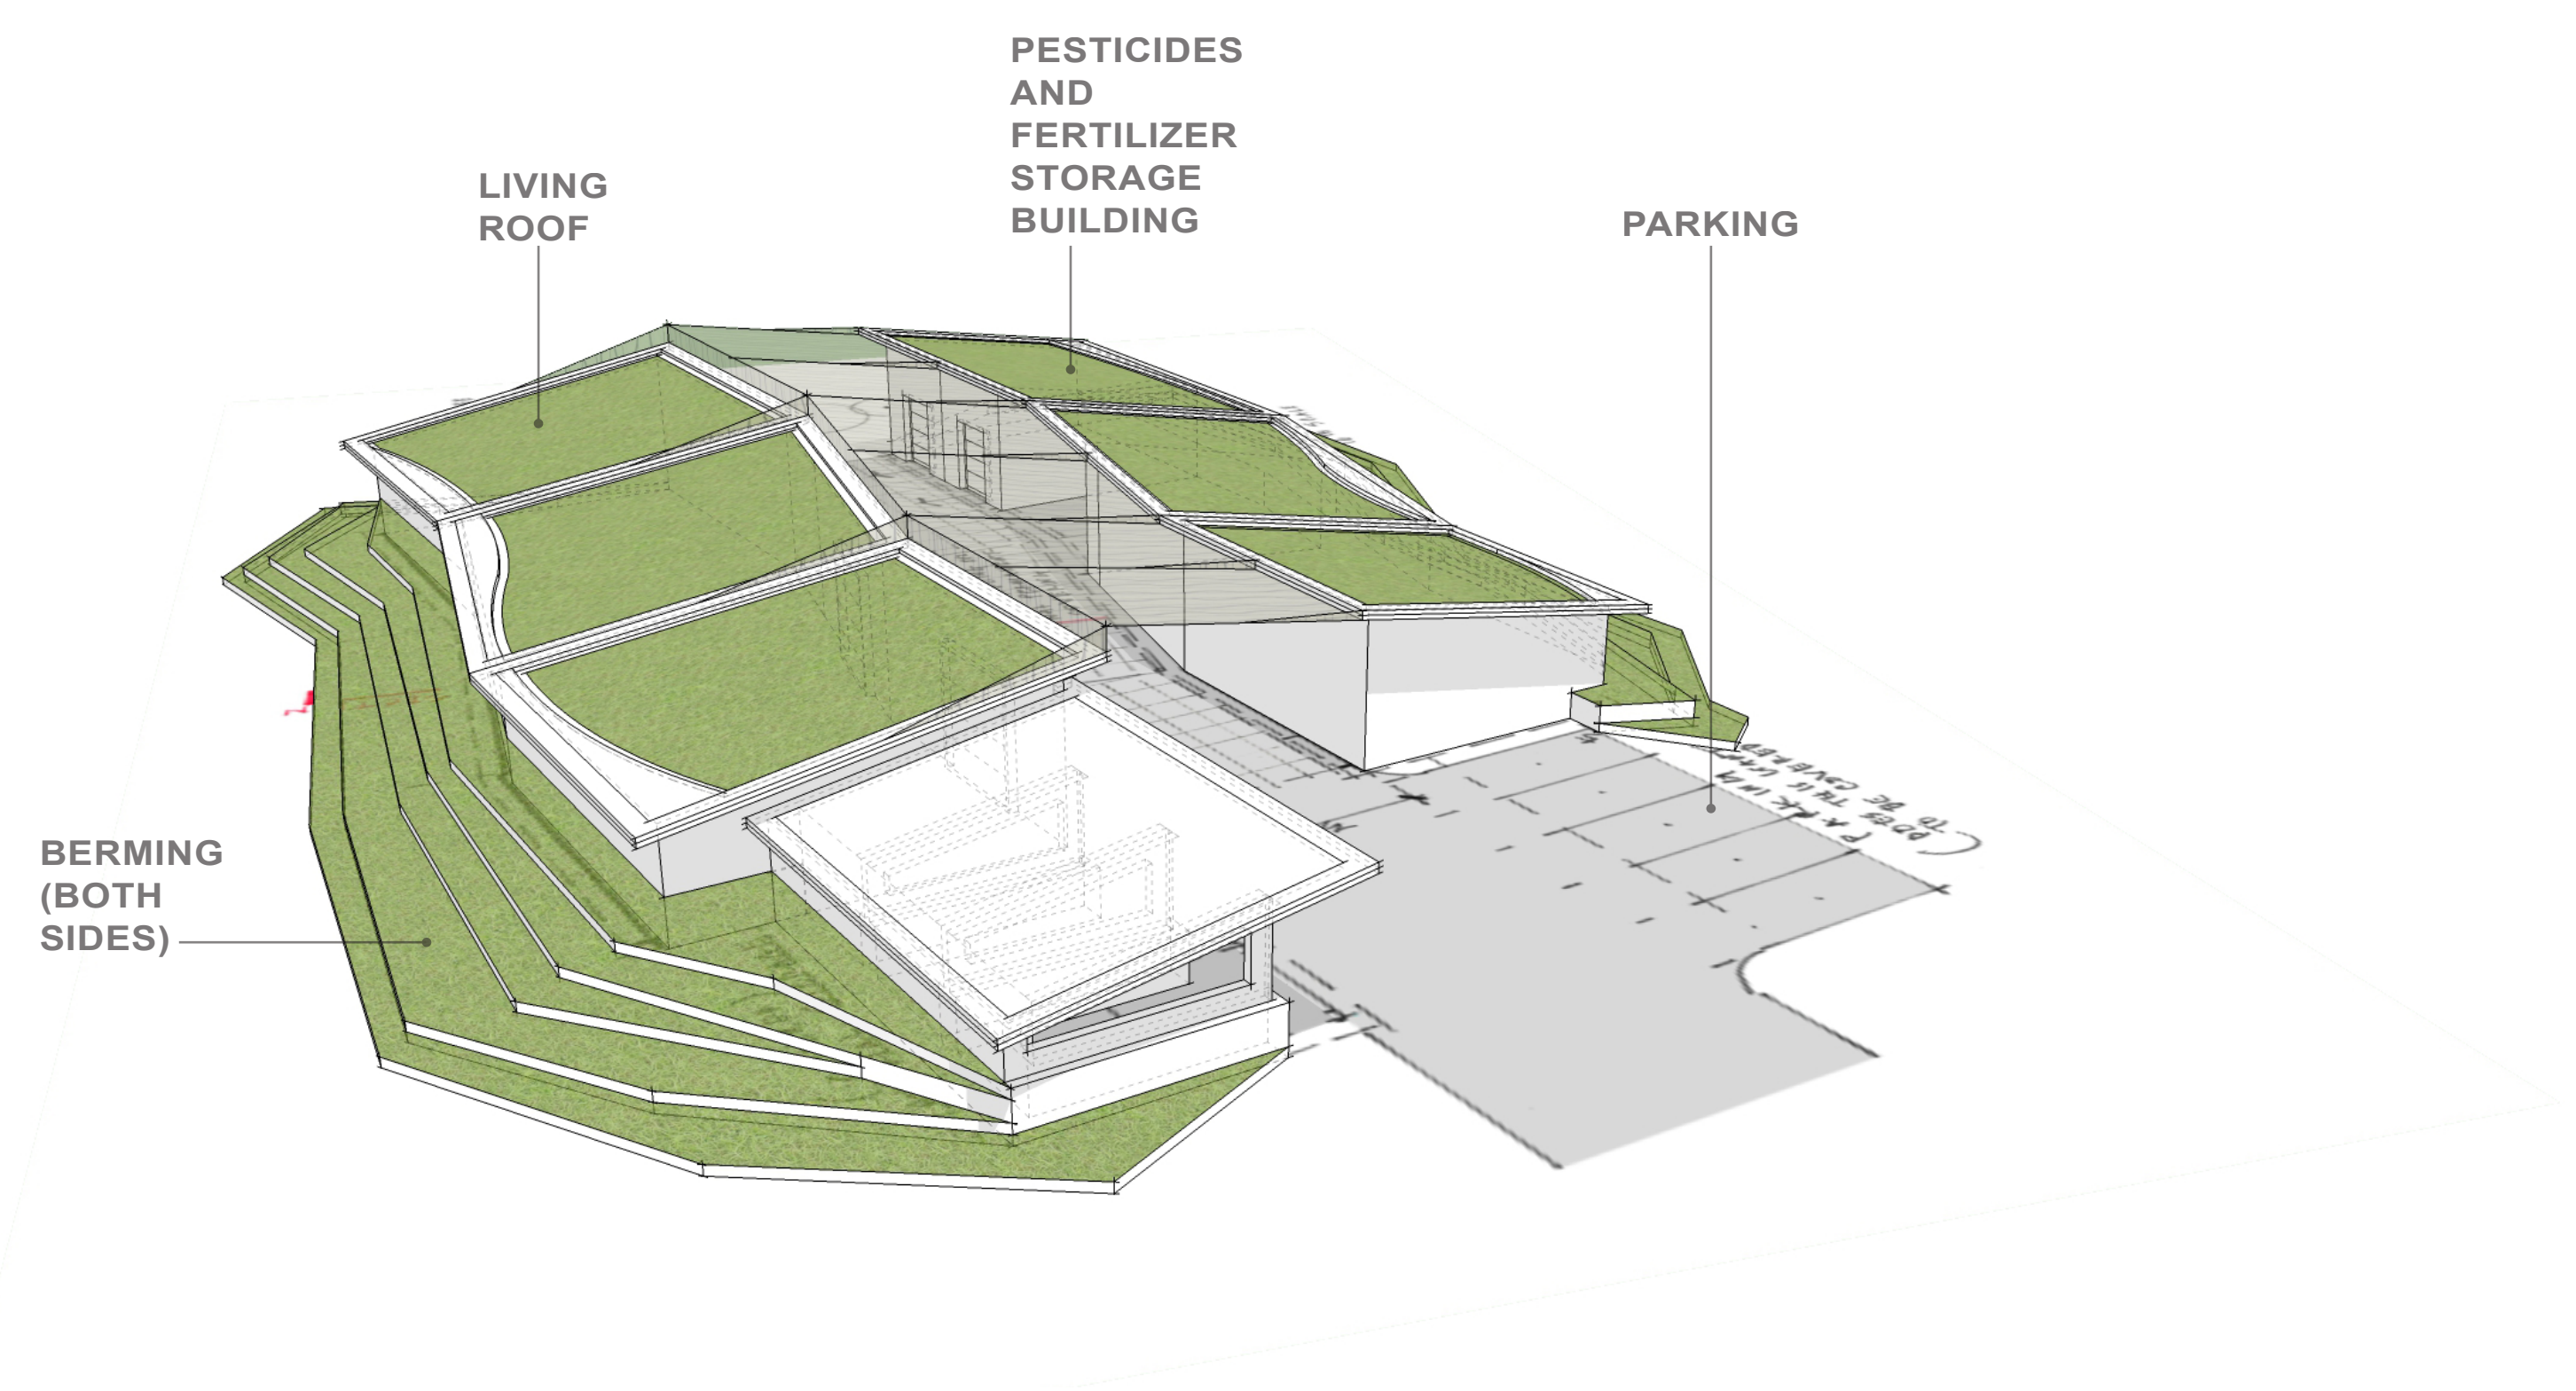 PESTICIDES
AND
FERTILIZER
STORAGE
BUILDING
LIVING
ROOF
PARKING
BERMING
(BOTH
SIDES)